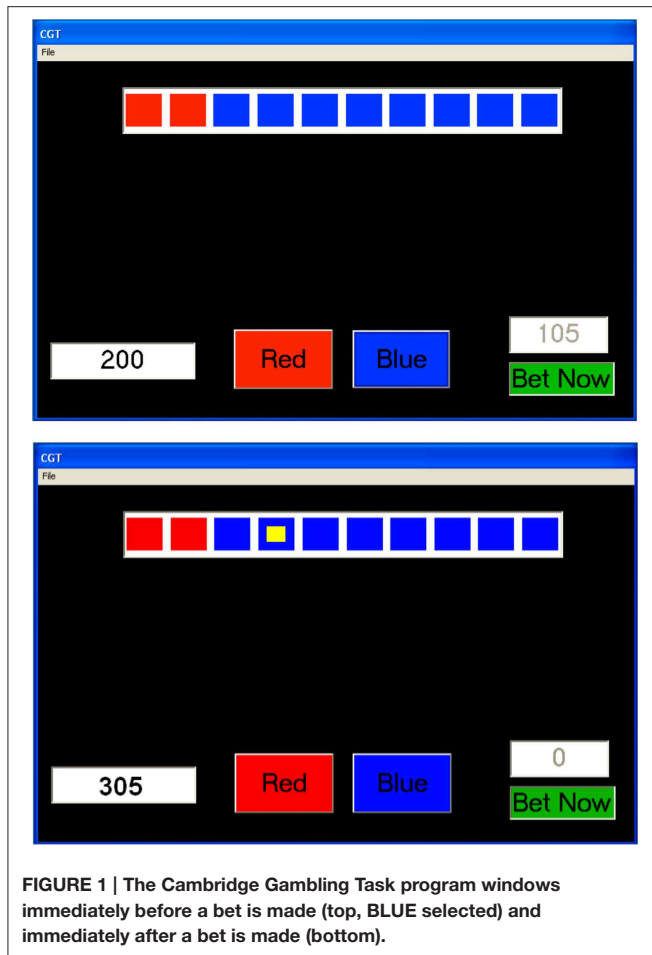 CGT
File
200
Red
Blue
105
Bet Now
CGT
File
305
Red
Blue
0
Bet Now
FIGURE 1 | The Cambridge Gambling Task program windows
immediately before a bet is made (top, BLUE selected) and
immediately after a bet is made (bottom).